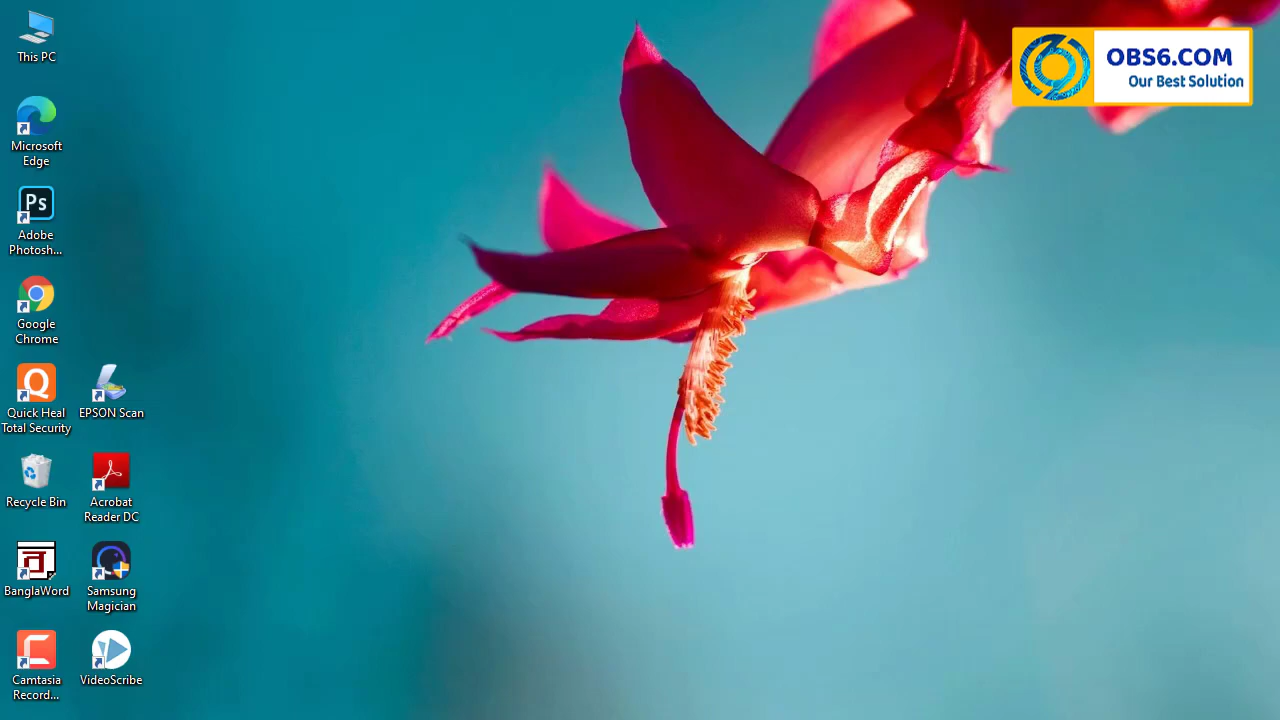 This PC
Microsoft
Edge
Ps
Adobe
Photosh...
Google
Chrome
Quick Heal
Total Security
EPSON Scan
Recycle Bin
Acrobat
Reader DC
BanglaWord
Samsung
Magician
Camtasia
Record...
VideoScribe
OBS6.COM
Our Best Solution